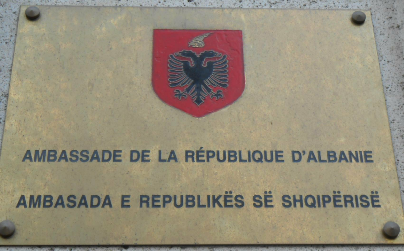 AMBASSADE DE LA RÉPUBLIQUE D'ALBANIE
AMBASADA E REPUBLIKËS SË SHQIPËRISË